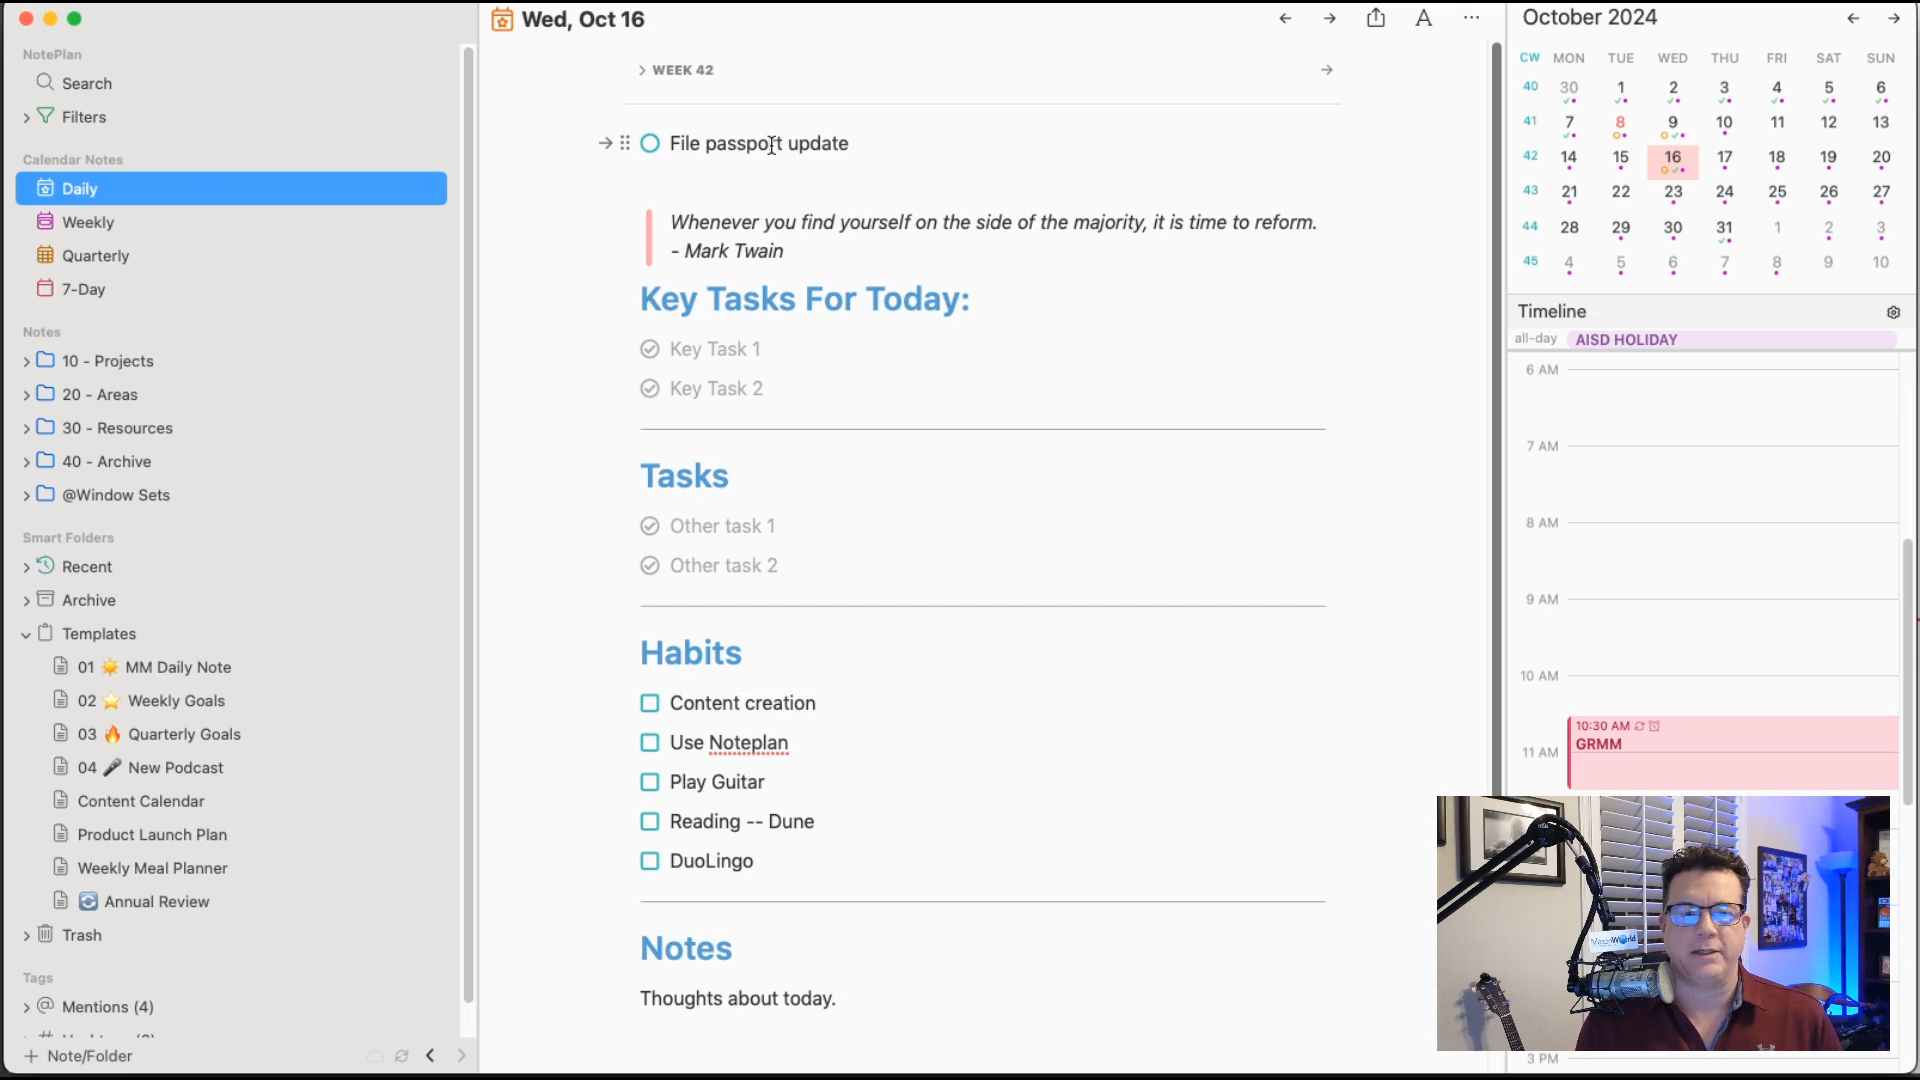 NotePlan
Search
Filters
Calendar Notes
Daily
Weekly
Quarterly
7-Day
Notes
10 - Projects
20 - Areas
30 - Resources
40 - Archive
@Window Sets
Smart Folders
Recent
Archive
Templates
01 ☀️ MM Daily Note
02 ⭐ Weekly Goals
03 🔥 Quarterly Goals
04 🎤 New Podcast
Content Calendar
Product Launch Plan
Weekly Meal Planner
🔄 Annual Review
Trash
Tags
@ Mentions (4)
+ Note/Folder
Wed, Oct 16
WEEK 42
File passport update
Whenever you find yourself on the side of the majority, it is time to reform.
- Mark Twain
Key Tasks For Today:
Key Task 1
Key Task 2
Tasks
Other task 1
Other task 2
Habits
Content creation
Use Noteplan
Play Guitar
Reading -- Dune
DuoLingo
Notes
Thoughts about today.
October 2024
CW MON TUE WED THU FRI SAT SUN
40 30 1 2 3 4 5 6
41 7 8 9 10 11 12 13
42 14 15 16 17 18 19 20
43 21 22 23 24 25 26 27
44 28 29 30 31 1 2 3
45 4 5 6 7 8 9 10
Timeline
all-day AISD HOLIDAY
6 AM
7 AM
8 AM
9 AM
10 AM
10:30 AM
GRMM
11 AM
MasonWorld
3 PM